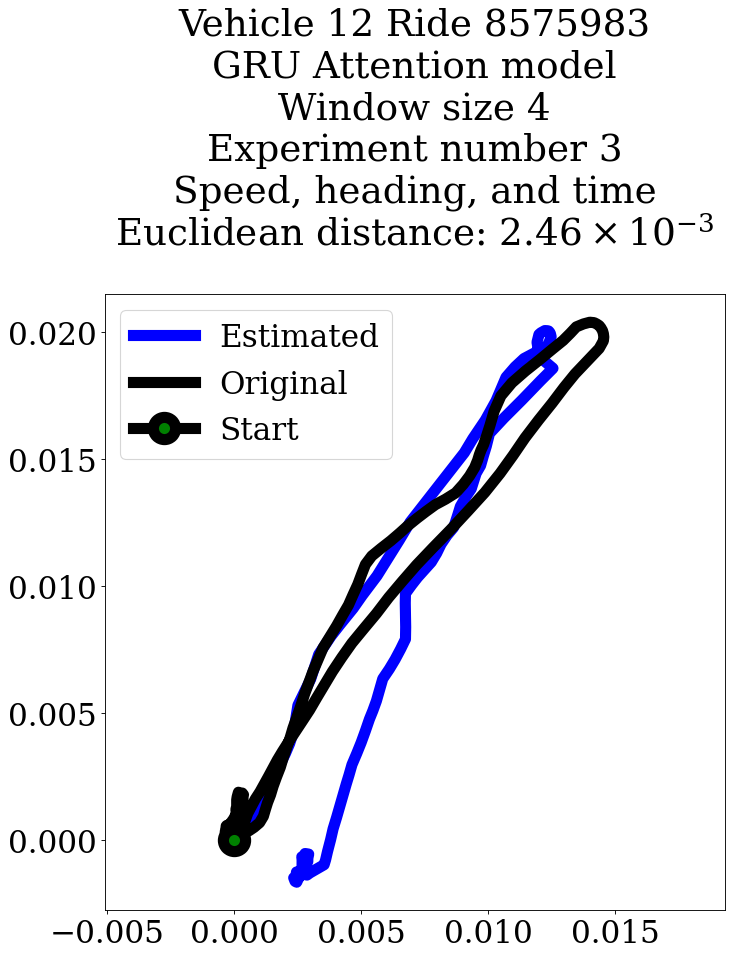 Vehicle 12 Ride 8575983
GRU Attention model
Window size 4
Experiment number 3
Speed, heading, and time
Euclidean distance: 2.46 × 10⁻³
Estimated
Original
Start
0.020
0.015
0.010
0.005
0.000
−0.005 0.000 0.005 0.010 0.015